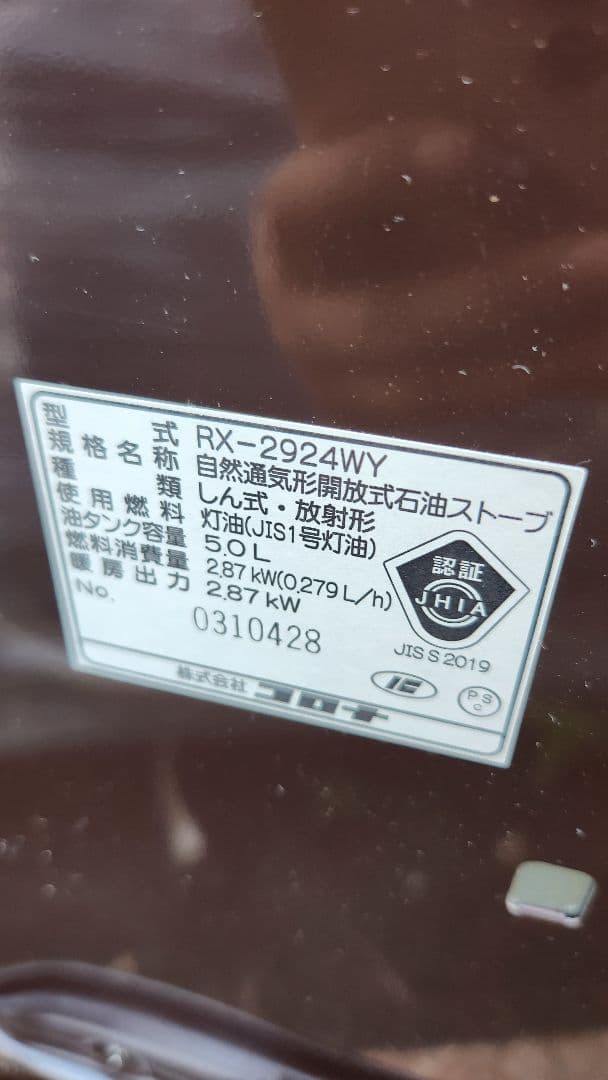 型式 RX-2924WY
規格名称 自然通気形開放式石油ストーブ
種類 しん式・放射形
使用燃料 灯油(JIS1号灯油)
油タンク容量 5.0L
燃料消費量 2.87kW(0.279L/h)
暖房出力 2.87kW
No. 0310428
認証
JHIA
JIS S 2019
株式会社 コロナ
PS
C